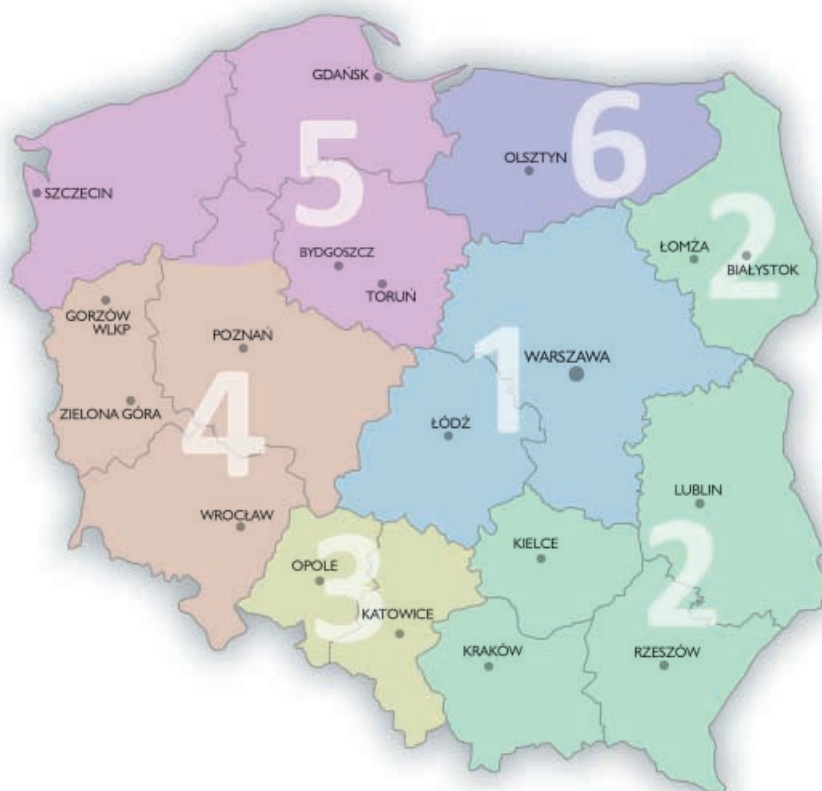 GDAŃSK
5
6
OLSZTYN
SZCZECIN
2
ŁOMŻA
BYDGOSZCZ
BIAŁYSTOK
TORUŃ
GORZÓW
WLKP
POZNAŃ
1
WARSZAWA
4
ZIELONA GÓRA
ŁÓDŹ
LUBLIN
WROCŁAW
2
KIELCE
3
OPOLE
KATOWICE
KRAKÓW
RZESZÓW